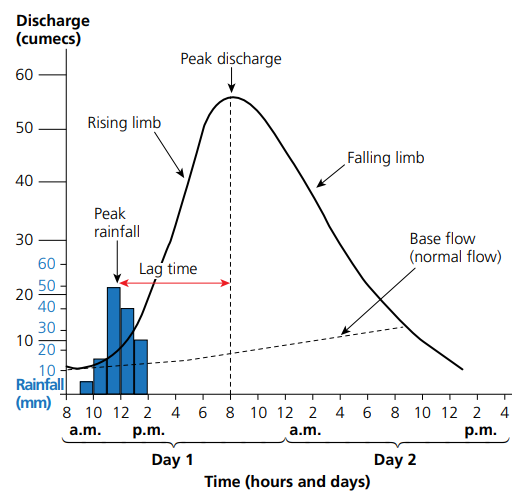 Discharge
(cumecs)
Peak discharge
60
Rising limb
50
Falling limb
40
Peak
rainfall
30
Base flow
(normal flow)
60
Lag time
50
20
40
30
10
20
10
Rainfall
(mm)
8 10 12 2 4 6 8 10 12 2 4 6 8 10 12 2 4
a.m. p.m. a.m. p.m.
Day 1 Day 2
Time (hours and days)